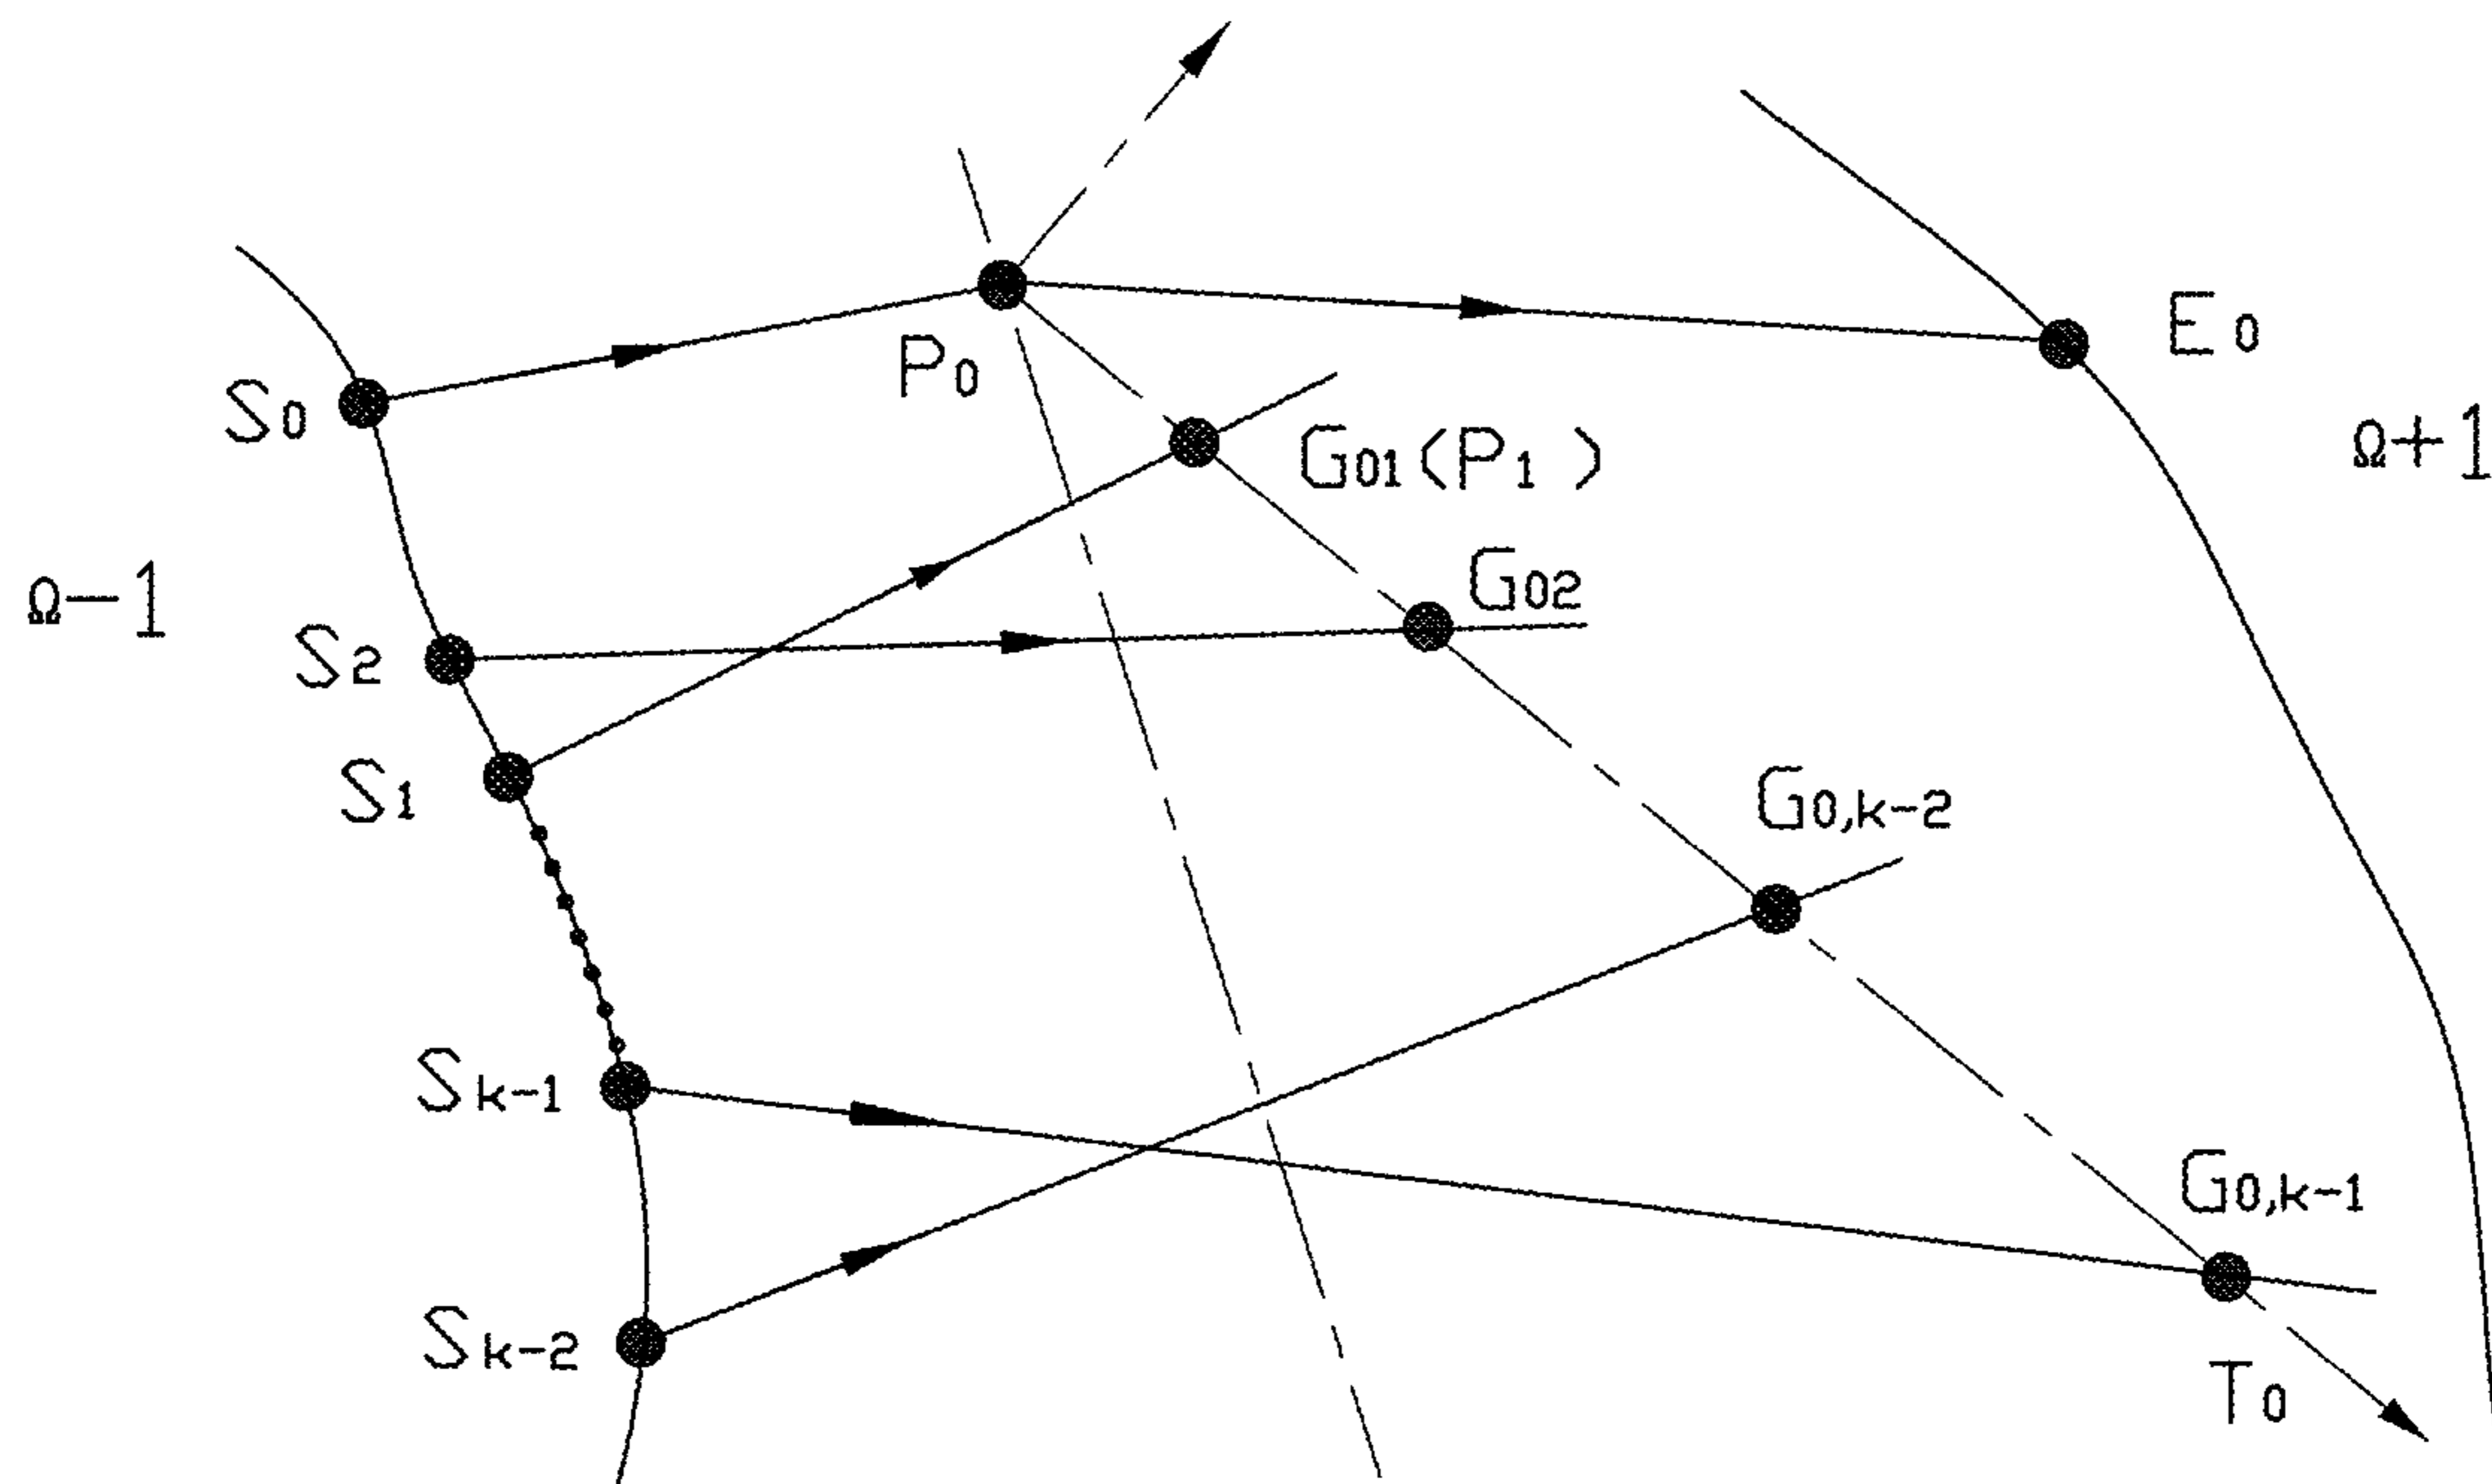 P0
E0
S0
G01(P1 )
Ω+1
G02
Ω-1
S2
S1
G0,k-2
Sk-1
G0,k-1
Sk-2
T0